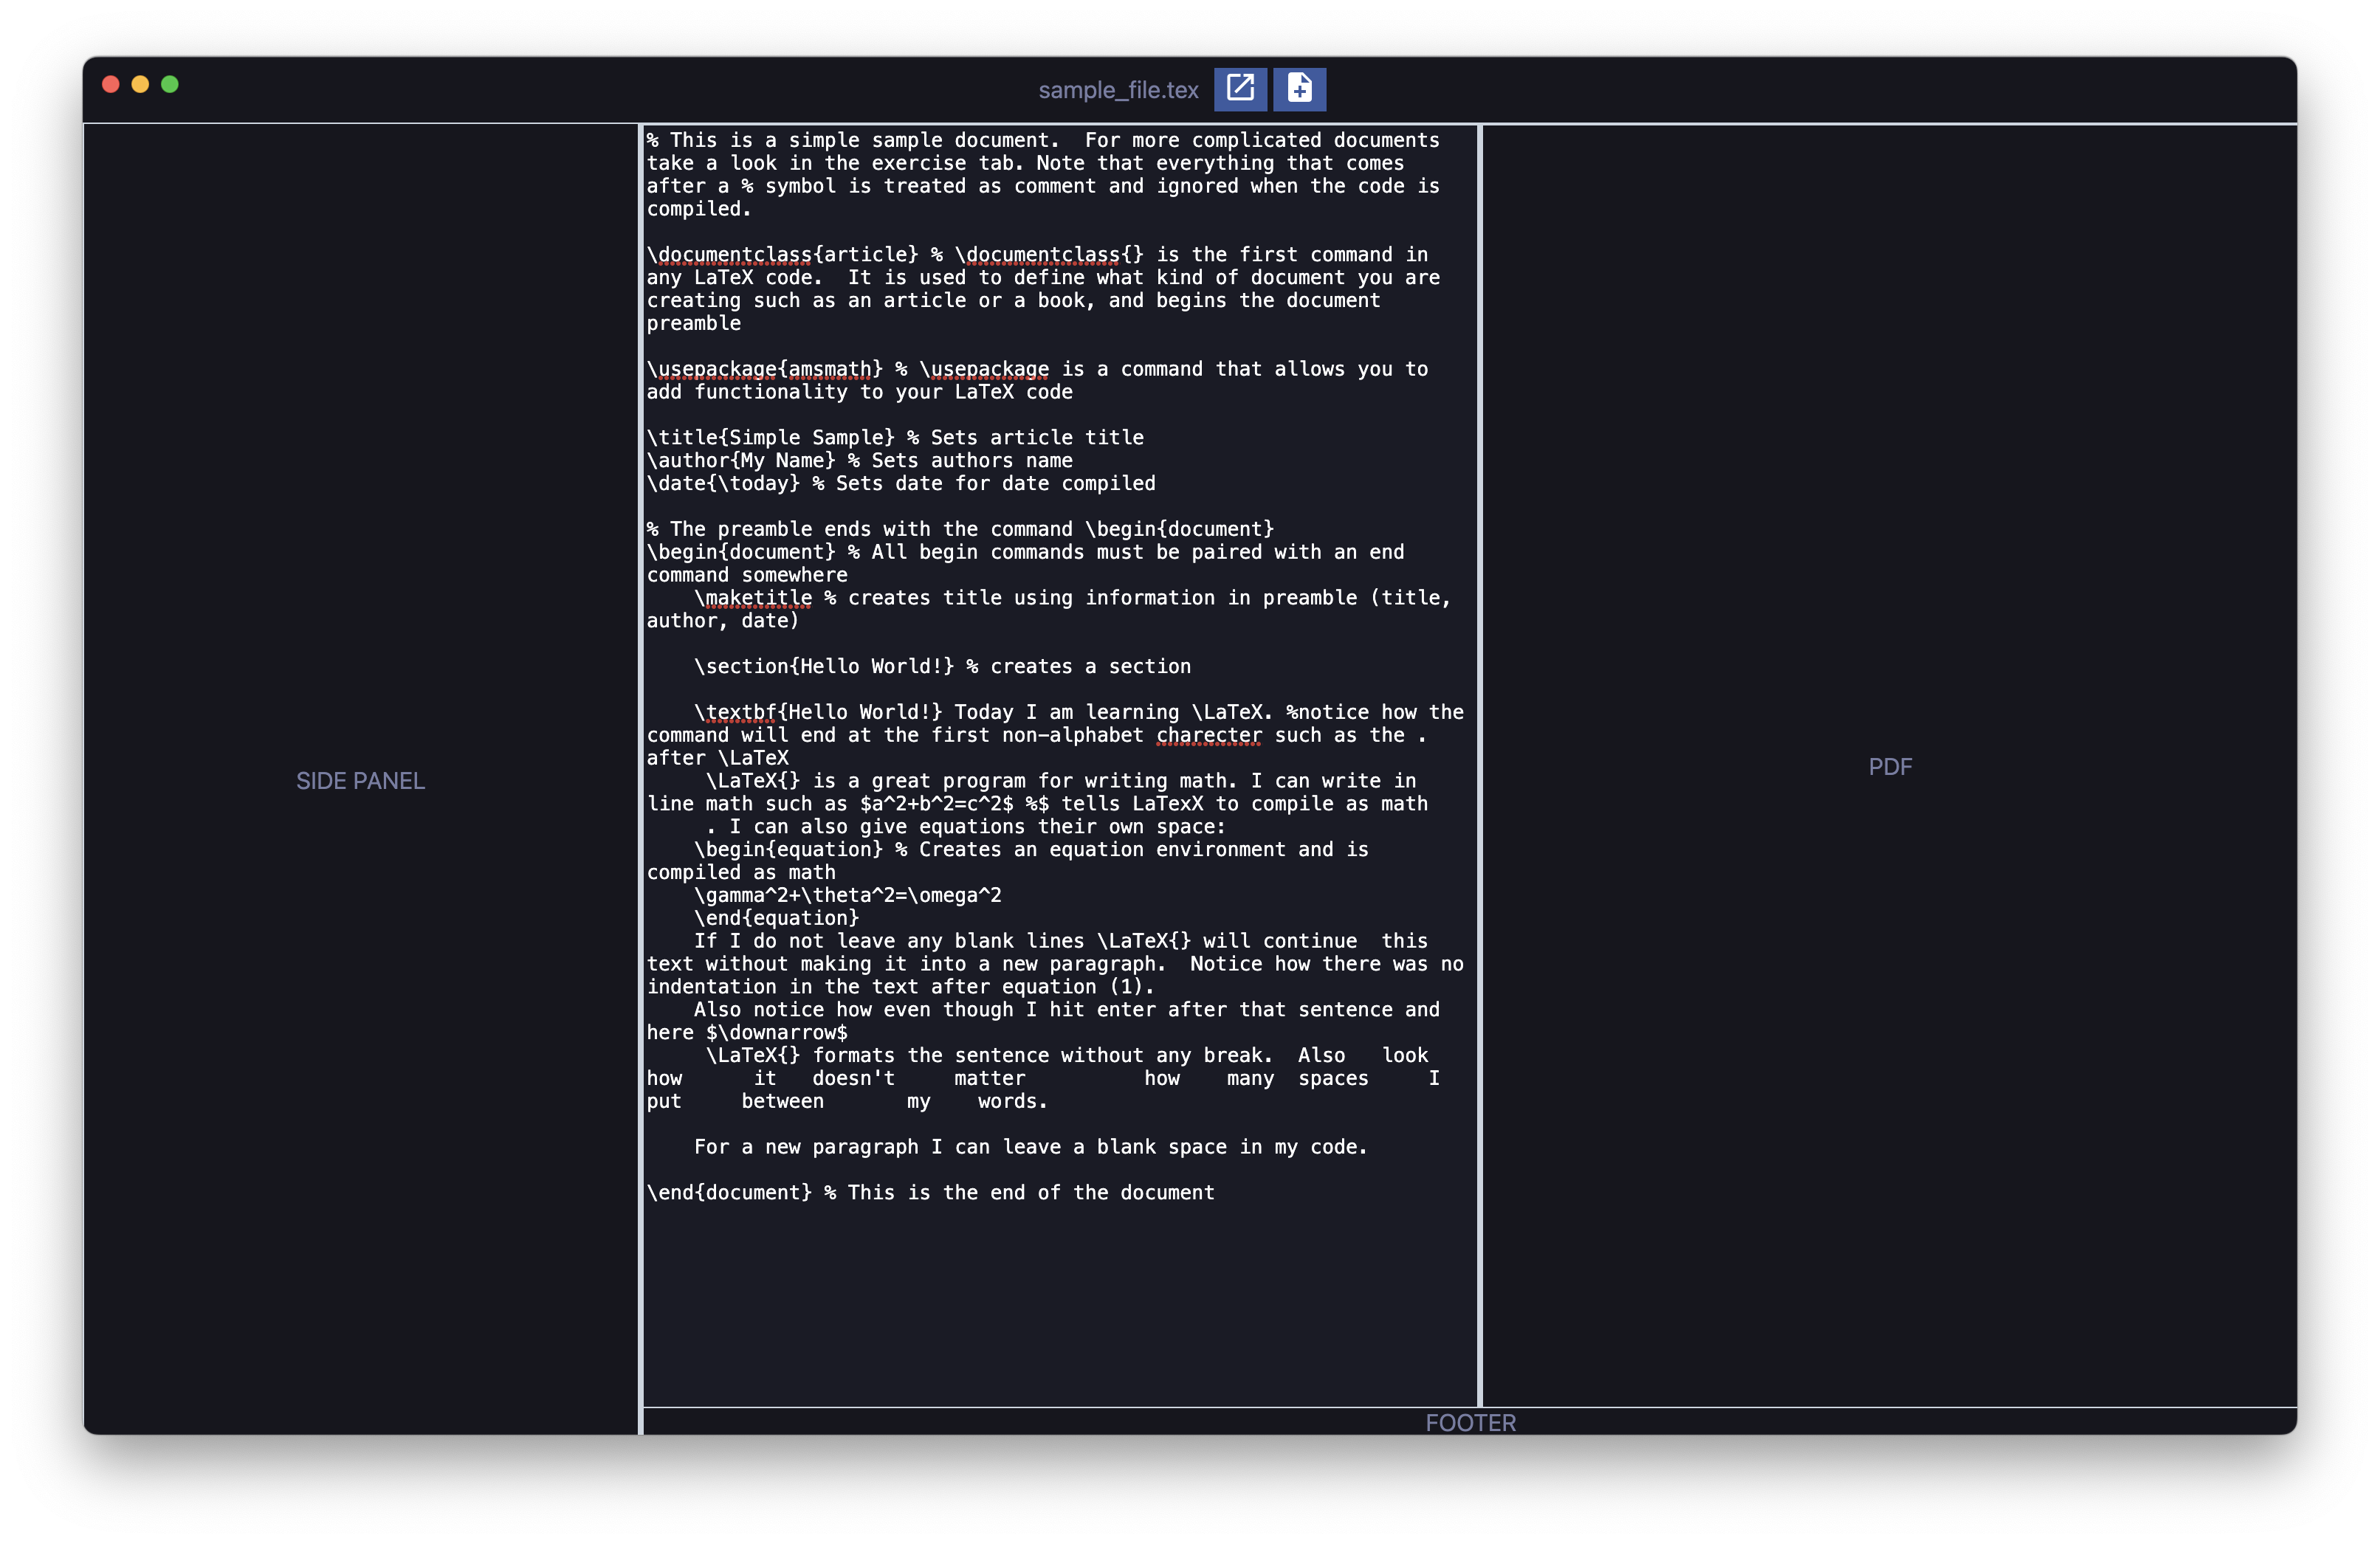 sample_file.tex
% This is a simple sample document.  For more complicated documents
take a look in the exercise tab. Note that everything that comes
after a % symbol is treated as comment and ignored when the code is
compiled.

\documentclass{article} % \documentclass{} is the first command in
any LaTeX code.  It is used to define what kind of document you are
creating such as an article or a book, and begins the document
preamble

\usepackage{amsmath} % \usepackage is a command that allows you to
add functionality to your LaTeX code

\title{Simple Sample} % Sets article title
\author{My Name} % Sets authors name
\date{\today} % Sets date for date compiled

% The preamble ends with the command \begin{document}
\begin{document} % All begin commands must be paired with an end
command somewhere
    \maketitle % creates title using information in preamble (title,
author, date)

    \section{Hello World!} % creates a section

    \textbf{Hello World!} Today I am learning \LaTeX. %notice how the
command will end at the first non-alphabet charecter such as the .
after \LaTeX
     \LaTeX{} is a great program for writing math. I can write in
line math such as $a^2+b^2=c^2$ %$ tells LaTexX to compile as math
     . I can also give equations their own space:
    \begin{equation} % Creates an equation environment and is
compiled as math
    \gamma^2+\theta^2=\omega^2
    \end{equation}
    If I do not leave any blank lines \LaTeX{} will continue  this
text without making it into a new paragraph.  Notice how there was no
indentation in the text after equation (1).
    Also notice how even though I hit enter after that sentence and
here $\downarrow$
     \LaTeX{} formats the sentence without any break.  Also   look
how      it   doesn't     matter          how    many  spaces     I
put     between       my    words.

    For a new paragraph I can leave a blank space in my code.

\end{document} % This is the end of the document
SIDE PANEL
PDF
FOOTER